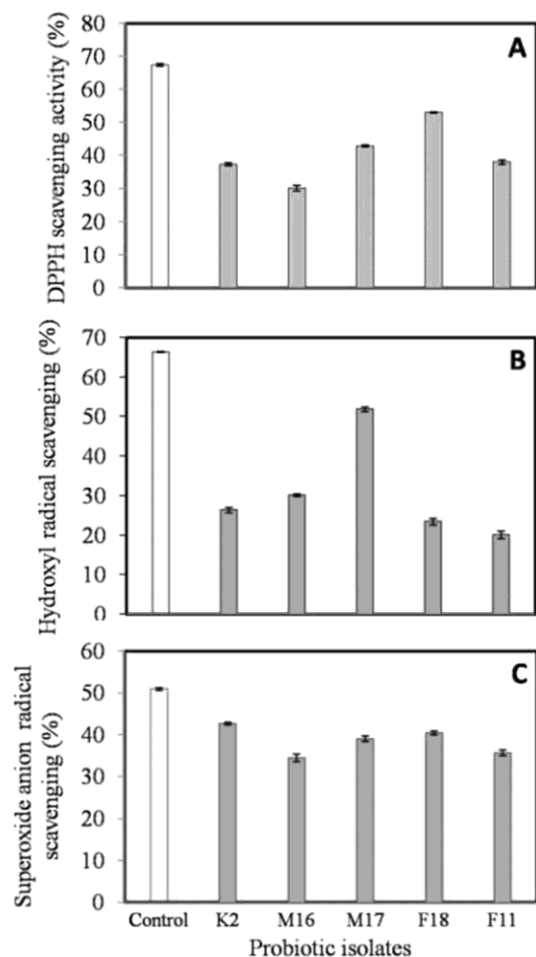 A
DPPH scavenging activity (%)
80
70
60
50
40
30
20
10
0
B
Hydroxyl radical scavenging (%)
70
60
50
40
30
20
10
0
C
Superoxide anion radical
scavenging (%)
60
50
40
30
20
10
0
Control K2 M16 M17 F18 F11
Probiotic isolates